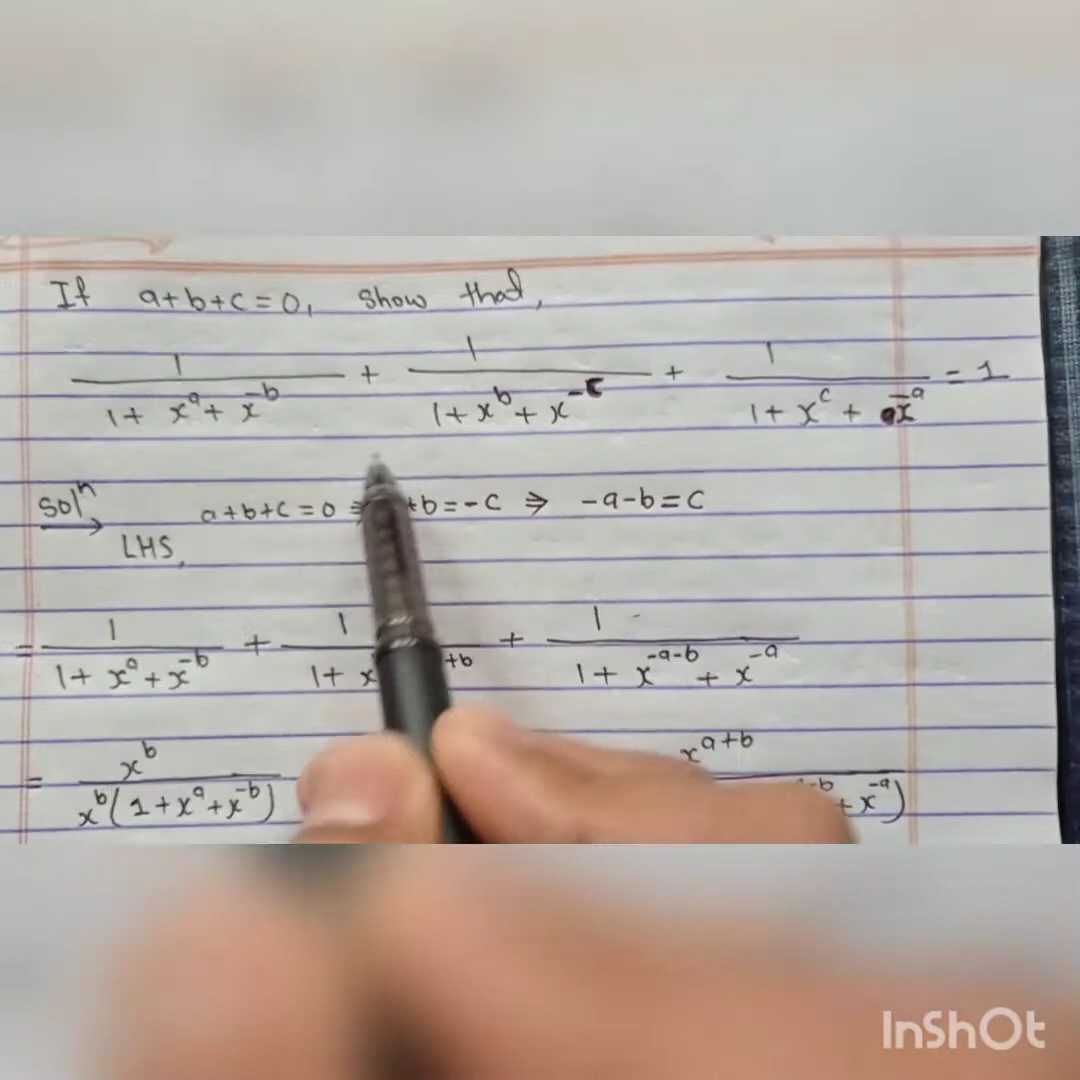 If a+b+c=0, show that,
1/(1+x^a+x^-b) + 1/(1+x^b+x^-c) + 1/(1+x^c+x^-a) = 1
Sol^n a+b+c=0 +b=-c ⇒ -a-b=c
LHS,
= 1/(1+x^a+x^-b) + 1/(1+x +b) + 1/(1+x^-a-b+x^-a)
= x^b/(x^b(1+x^a+x^-b)) x^a+b -b+x^-a)
InShOt